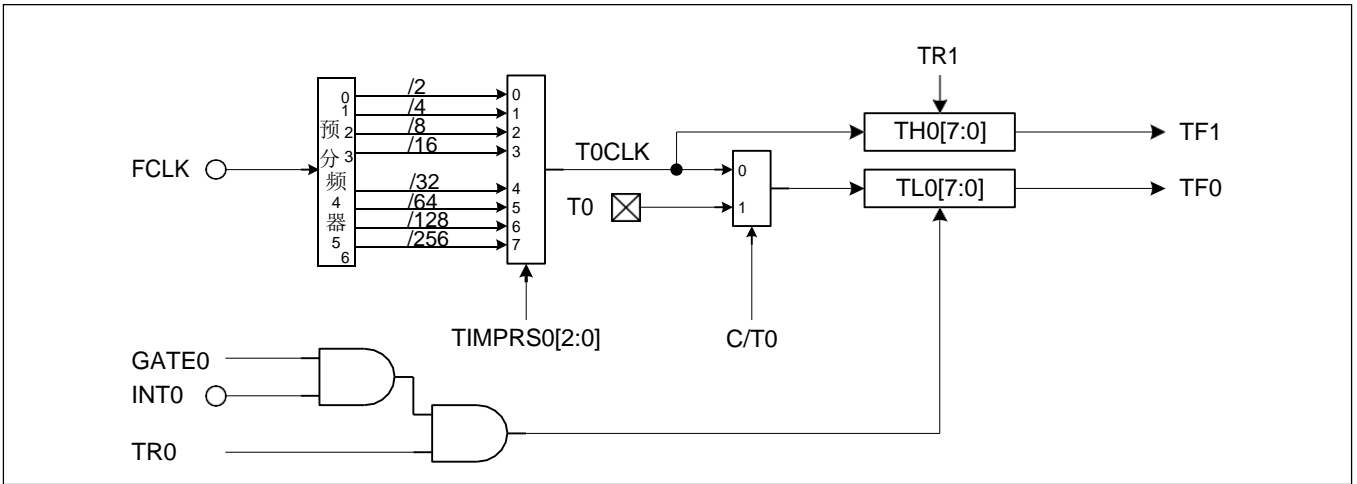 TR1
/2
/4
/8
/16
/32
/64
/128
/256
0
1
预 2
分 3
频
4
器
5
6
0
1
2
3
4
5
6
7
FCLK
T0CLK
T0
0
1
TH0[7:0]
TF1
TL0[7:0]
TF0
TIMPRS0[2:0]
C/T0
GATE0
INT0
TR0